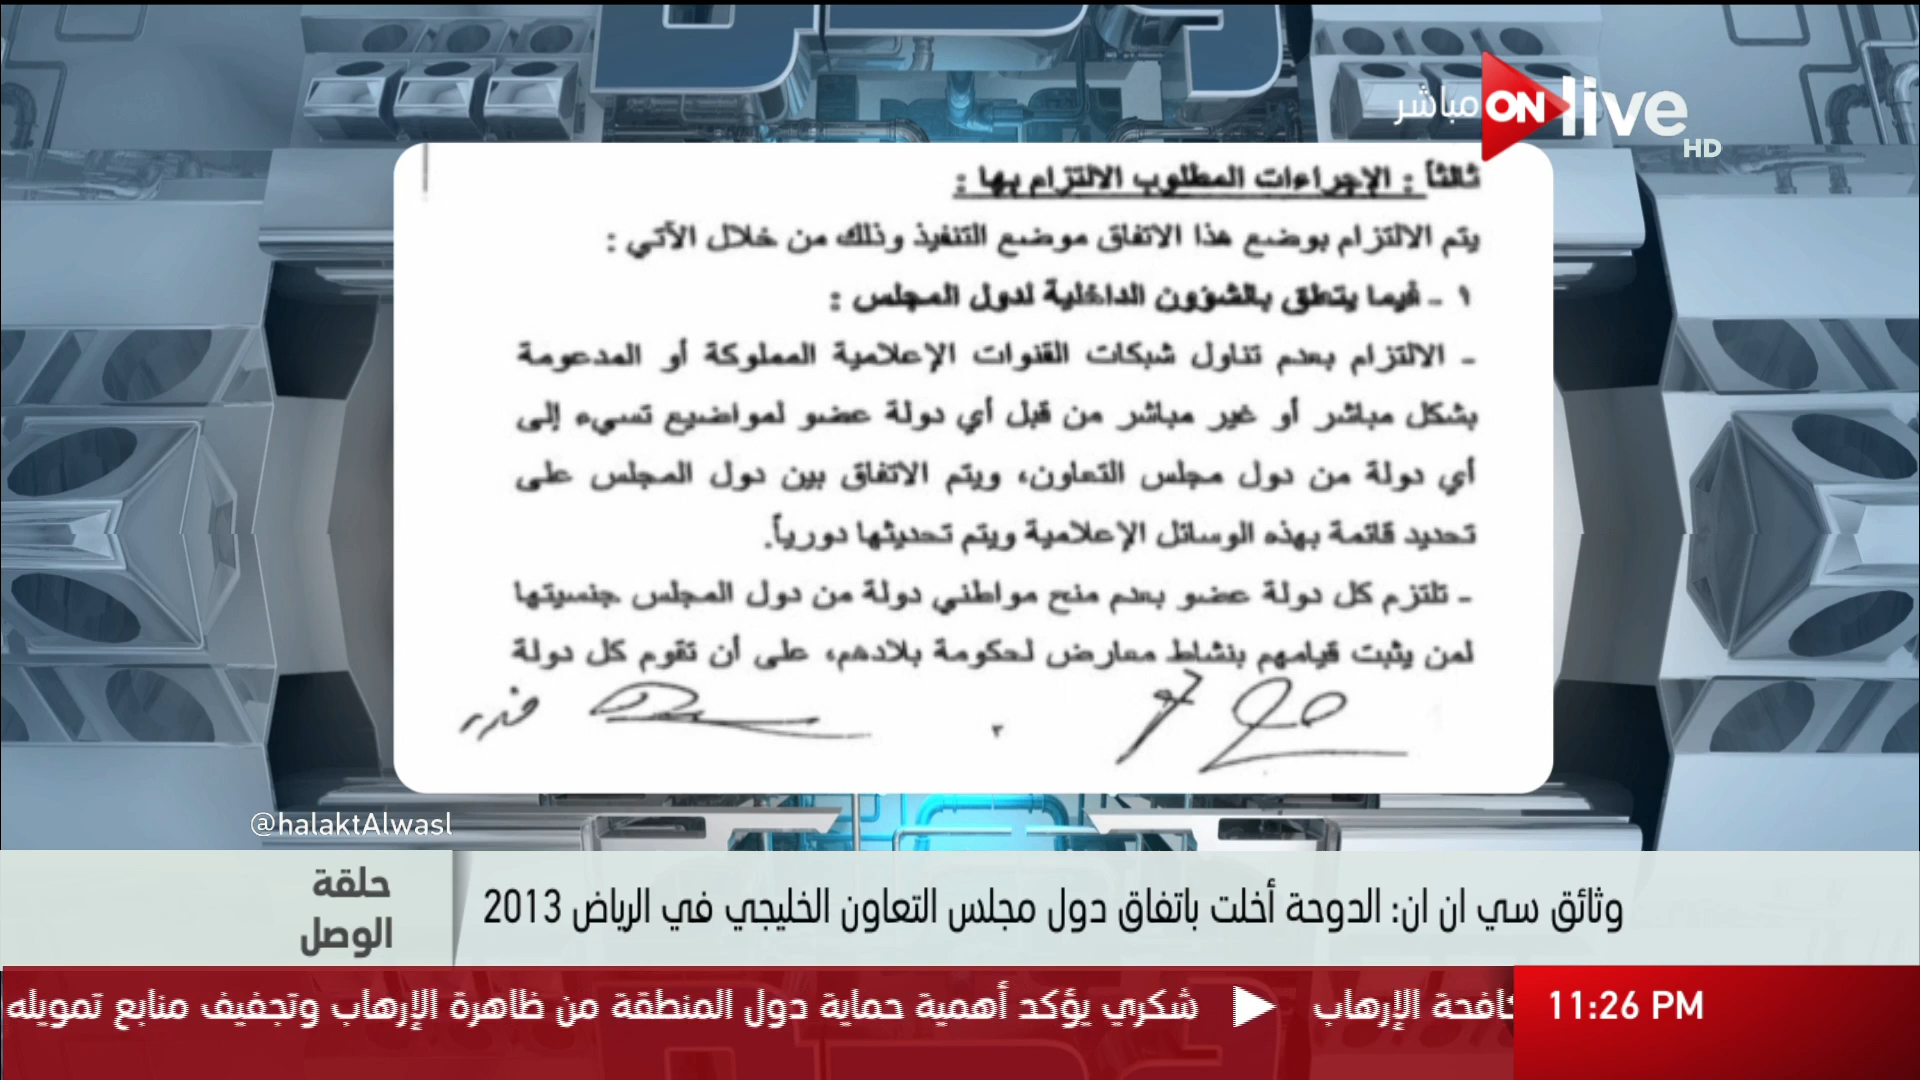 مباشر ON live
HD
ثالثاً : الإجراءات المطلوب الالتزام بها :
يتم الالتزام بوضع هذا الاتفاق موضع التنفيذ وذلك من خلال الآتي :
١ - فيما يتعلق بالشؤون الداخلية لدول المجلس :
- الالتزام بعدم تناول شبكات القنوات الإعلامية المملوكة أو المدعومة
بشكل مباشر أو غير مباشر من قبل أي دولة عضو لمواضيع تسيء إلى
أي دولة من دول مجلس التعاون، ويتم الاتفاق بين دول المجلس على
تحديد قائمة بهذه الوسائل الإعلامية ويتم تحديثها دورياً.
- تلتزم كل دولة عضو بعدم منح مواطني دولة من دول المجلس جنسيتها
لمن يثبت قيامهم بنشاط معارض لحكومة بلادهم، على أن تقوم كل دولة
٣
@halaktAlwasl
حلقة
الوصل
وثائق سي ان ان: الدوحة أخلت باتفاق دول مجلس التعاون الخليجي في الرياض 2013
11:26 PM
كافحة الإرهاب ◀ شكري يؤكد أهمية حماية دول المنطقة من ظاهرة الإرهاب وتجفيف منابع تمويله